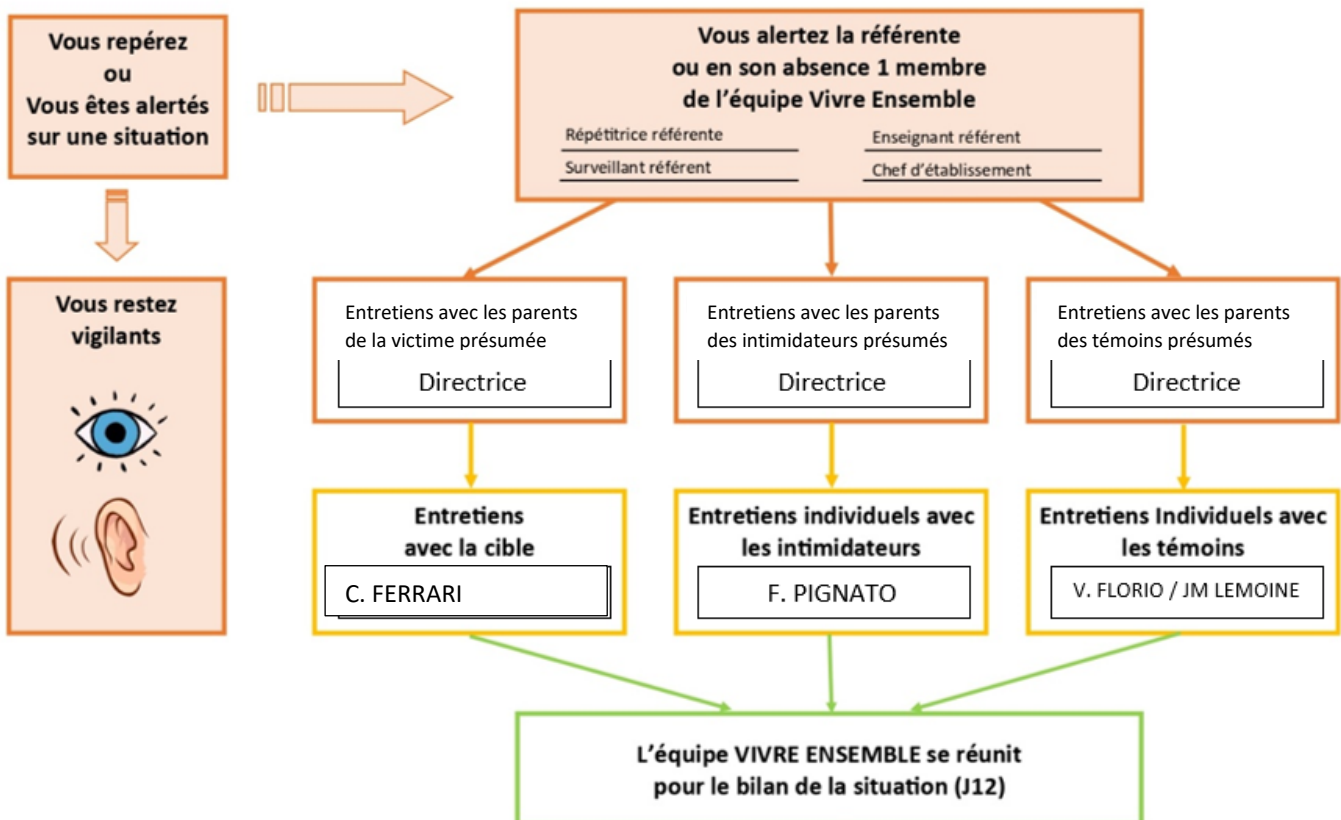 Vous repérez
ou
Vous êtes alertés
sur une situation
Vous alertez la référente
ou en son absence 1 membre
de l'équipe Vivre Ensemble
Répétitrice référente
Enseignant référent
Surveillant référent
Chef d'établissement
Vous restez
vigilants
Entretiens avec les parents
de la victime présumée
Directrice
Entretiens avec les parents
des intimidateurs présumés
Directrice
Entretiens avec les parents
des témoins présumés
Directrice
Entretiens
avec la cible
C. FERRARI
Entretiens individuels avec
les intimidateurs
F. PIGNATO
Entretiens Individuels avec
les témoins
V. FLORIO / JM LEMOINE
L'équipe VIVRE ENSEMBLE se réunit
pour le bilan de la situation (J12)